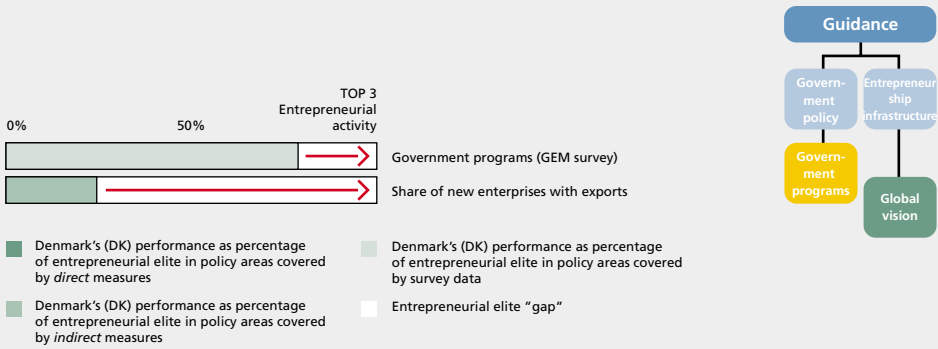 TOP 3
Entrepreneurial
activity
0%
50%
Government programs (GEM survey)
Share of new enterprises with exports
Denmark's (DK) performance as percentage
of entrepreneurial elite in policy areas covered
by direct measures
Denmark's (DK) performance as percentage
of entrepreneurial elite in policy areas covered
by indirect measures
Denmark's (DK) performance as percentage
of entrepreneurial elite in policy areas covered
by survey data
Entrepreneurial elite "gap"
Guidance
Govern-
ment
policy
Entrepreneur
ship
infrastructure
Govern-
ment
programs
Global
vision